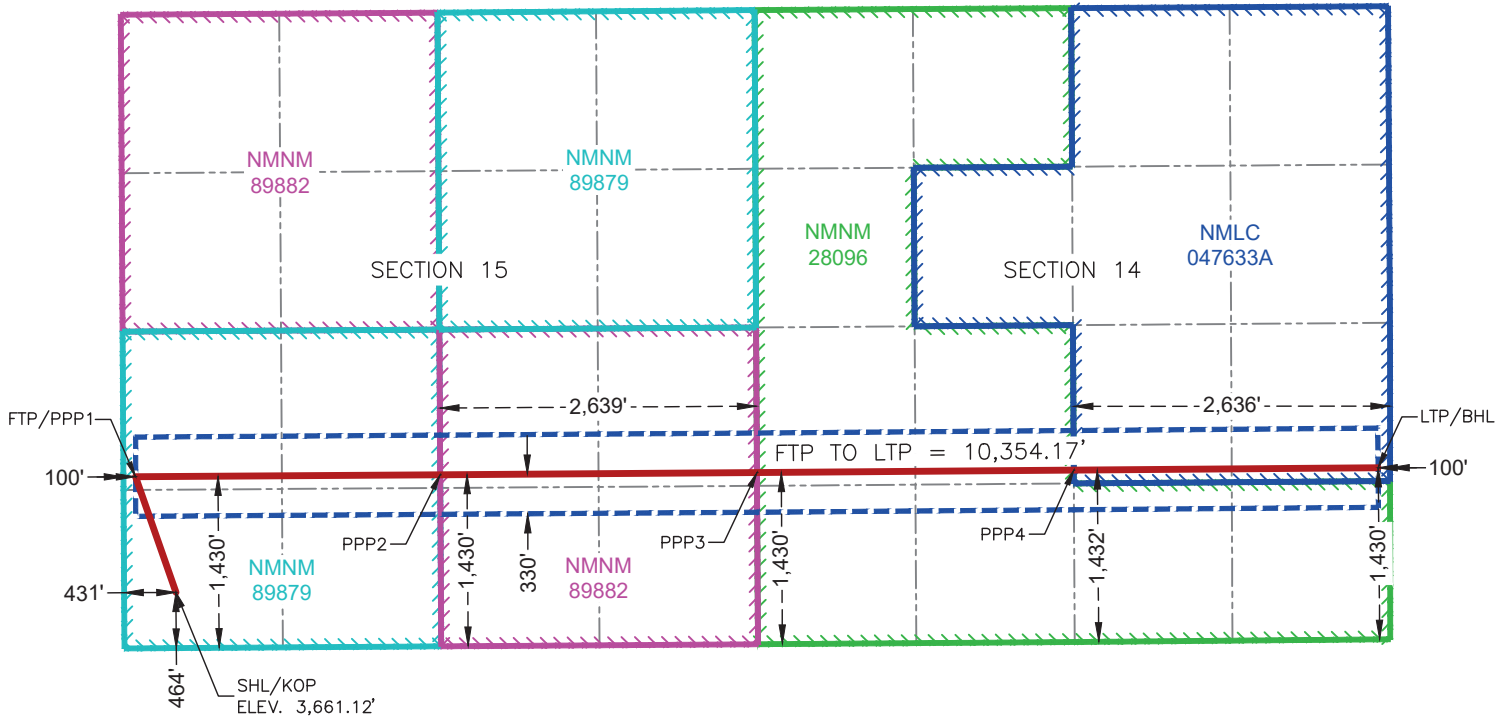 NMNM
89882
NMNM
89879
NMNM
28096
NMLC
047633A
SECTION 15
SECTION 14
2,639'
2,636'
FTP/PPP1
LTP/BHL
FTP TO LTP = 10,354.17'
100'
100'
PPP2
PPP3
PPP4
1,430'
1,430'
330'
1,430'
1,432'
1,430'
NMNM
89879
NMNM
89882
431'
464'
SHL/KOP
ELEV. 3,661.12'